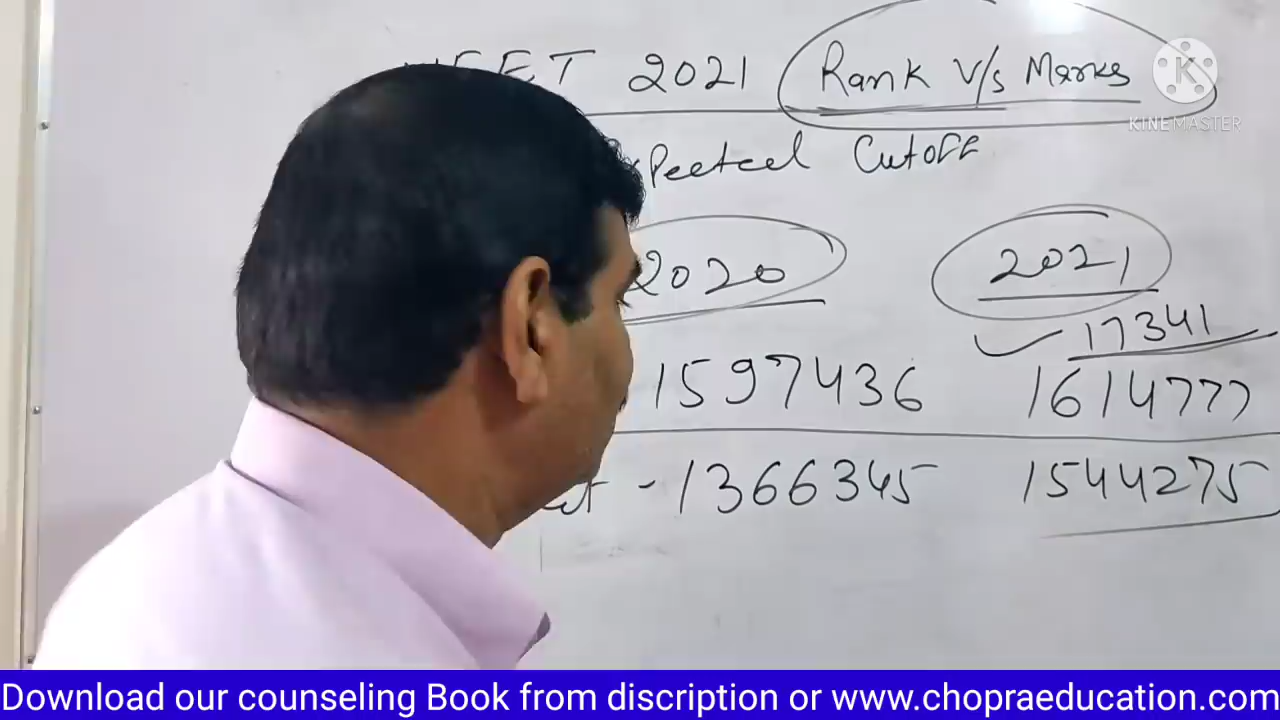 2021 Rank V/s Marks
K
KINEMASTER
Cutoff
2020 2021
17341
1597436 1614777
-1366345 1544275
Download our counseling Book from discription or www.chopraeducation.com